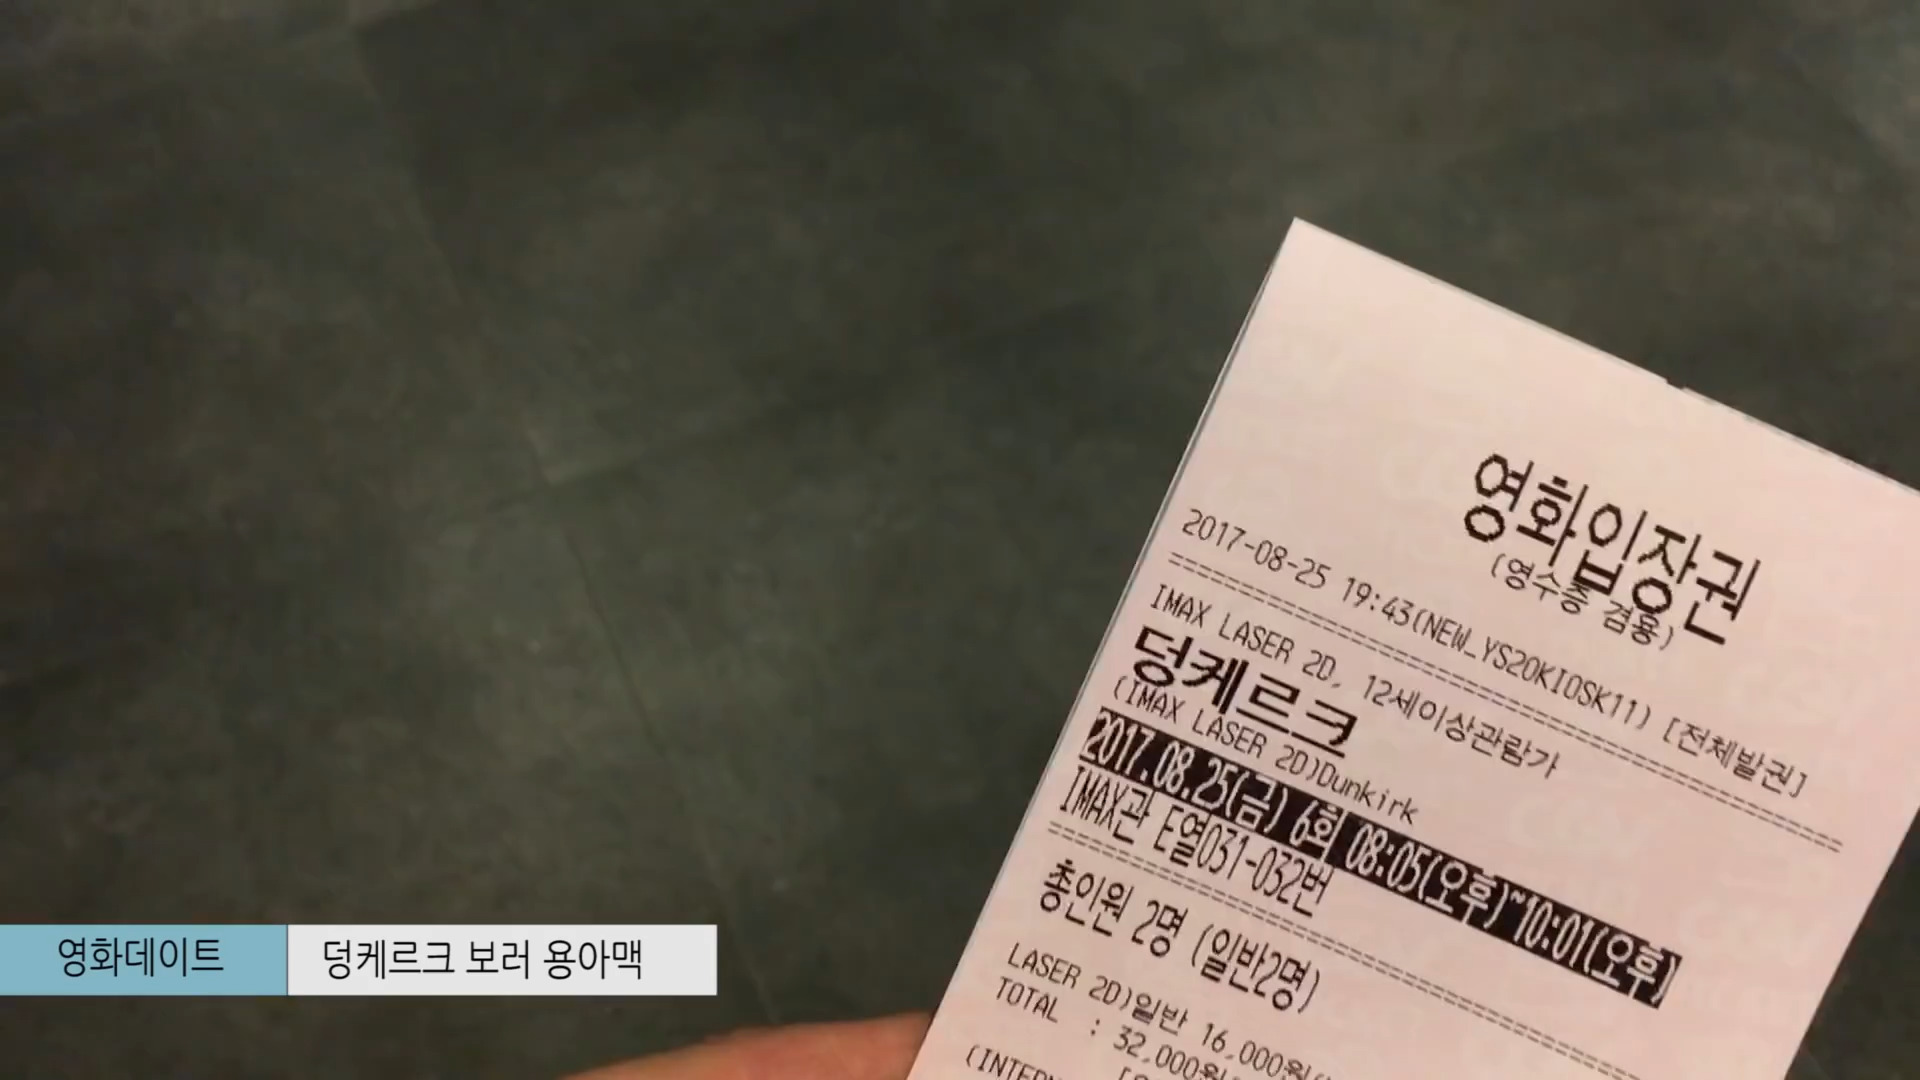 영화입장권
(영수증 겸용)
2017-08-25 19:43(NEW_YS20KIOSK11) [전체발권]
IMAX LASER 2D, 12세이상관람가
덩케르크
(IMAX LASER 2D)Dunkirk
2017.08.25(금) 6회 08:05(오후)~10:01(오후)
IMAX관 E열031-032번
총인원 2명 (일반2명)
LASER 2D)일반 16,000원
TOTAL : 32,000원
영화데이트
덩케르크 보러 용아맥